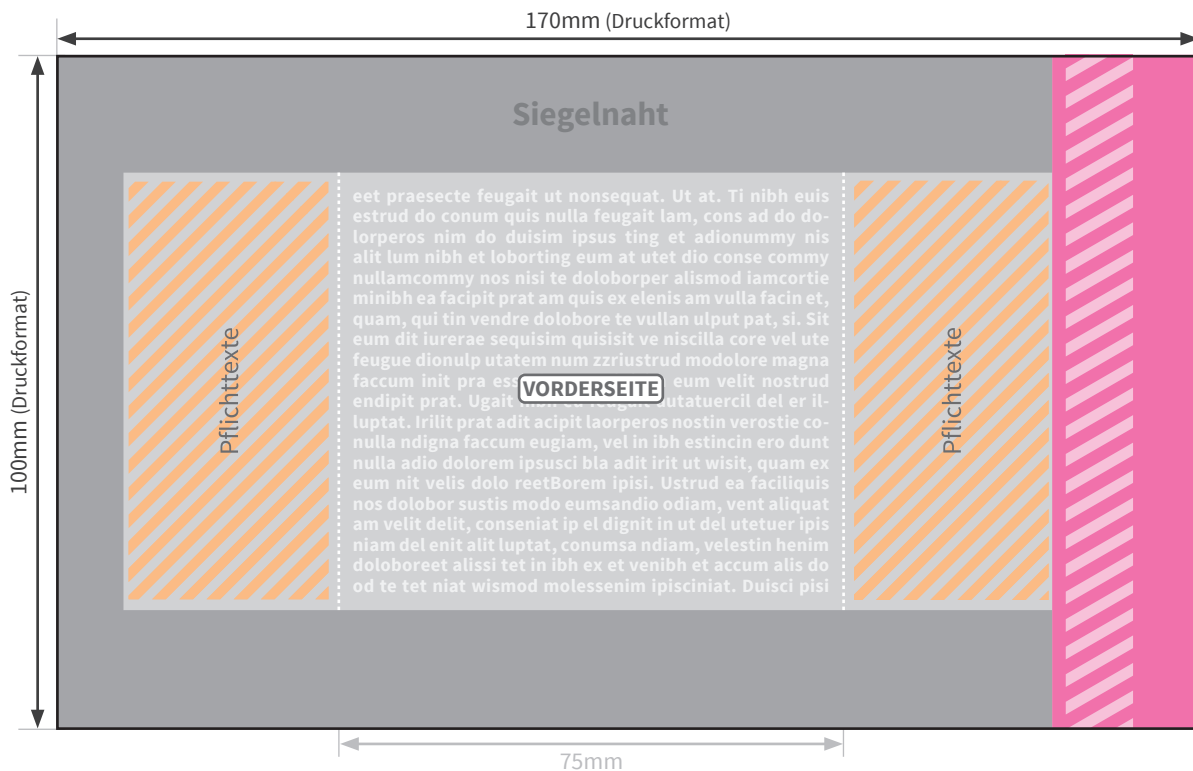 170mm (Druckformat)
Siegelnaht
100mm (Druckformat)
Pflichttexte
eet praesecte feugait ut nonsequat. Ut at. Ti nibh euis
estrud do conum quis nulla feugait lam, cons ad do do-
lorperos nim do duisim ipsus ting et adionummy nis
alit lum nibh et loborting eum at utet dio conse commy
nullamcommy nos nisi te doloborper alismod iamcortie
minibh ea facipit prat am quis ex elenis am vulla facin et,
quam, qui tin vendre dolobore te vullan ulput pat, si. Sit
eum dit iurerae sequisim quisisit ve niscilla core vel ute
feugue dionulp utatem num zzriustrud modolore magna
faccum init pra ess eum velit nostrud
VORDERSEITE
endipit prat. Ugait autatuercil del er il-
luptat. Irilit prat adit acipit laorperci nostin verostie co-
nulla ndigna faccum eugiam, vel in ibh estincin ero dunt
nulla adio dolorem ipsusci bla adit irit ut wisit, quam ex
eum nit velis dolo reetBorem ipisi. Ustrud ea faciliquis
nos dolobor sustis modo eumsandio odiam, vent aliquat
am velit delit, conseniat ip el dignit in ut del utetuer ipis
niam del enit alit luptat, conumsa ndiam, velestin henim
doloboreet alissi tet in ibh ex et venibh et accum alis do
od te tet niat wismod molessenim ipisciniat. Duisci pisi
Pflichttexte
75mm